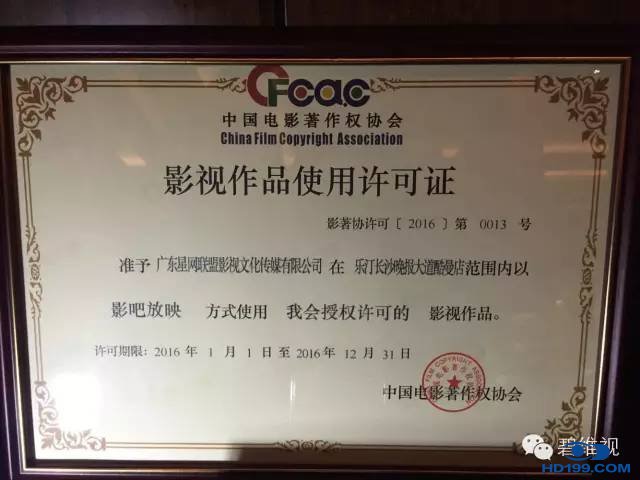 CFcac
中国电影著作权协会
China Film Copyright Association
影视作品使用许可证
影著协许可〔2016〕第 0013 号
准予 广东星网联盟影视文化传媒有限公司 在 乐汀长沙晚报大道酷曼店 范围内以
影吧放映 方式使用 我会授权许可的 影视作品。
许可期限：2016 年 1 月 1 日 至 2016 年 12 月 31 日
中国电影著作权协会
碧维视
HD199.COM